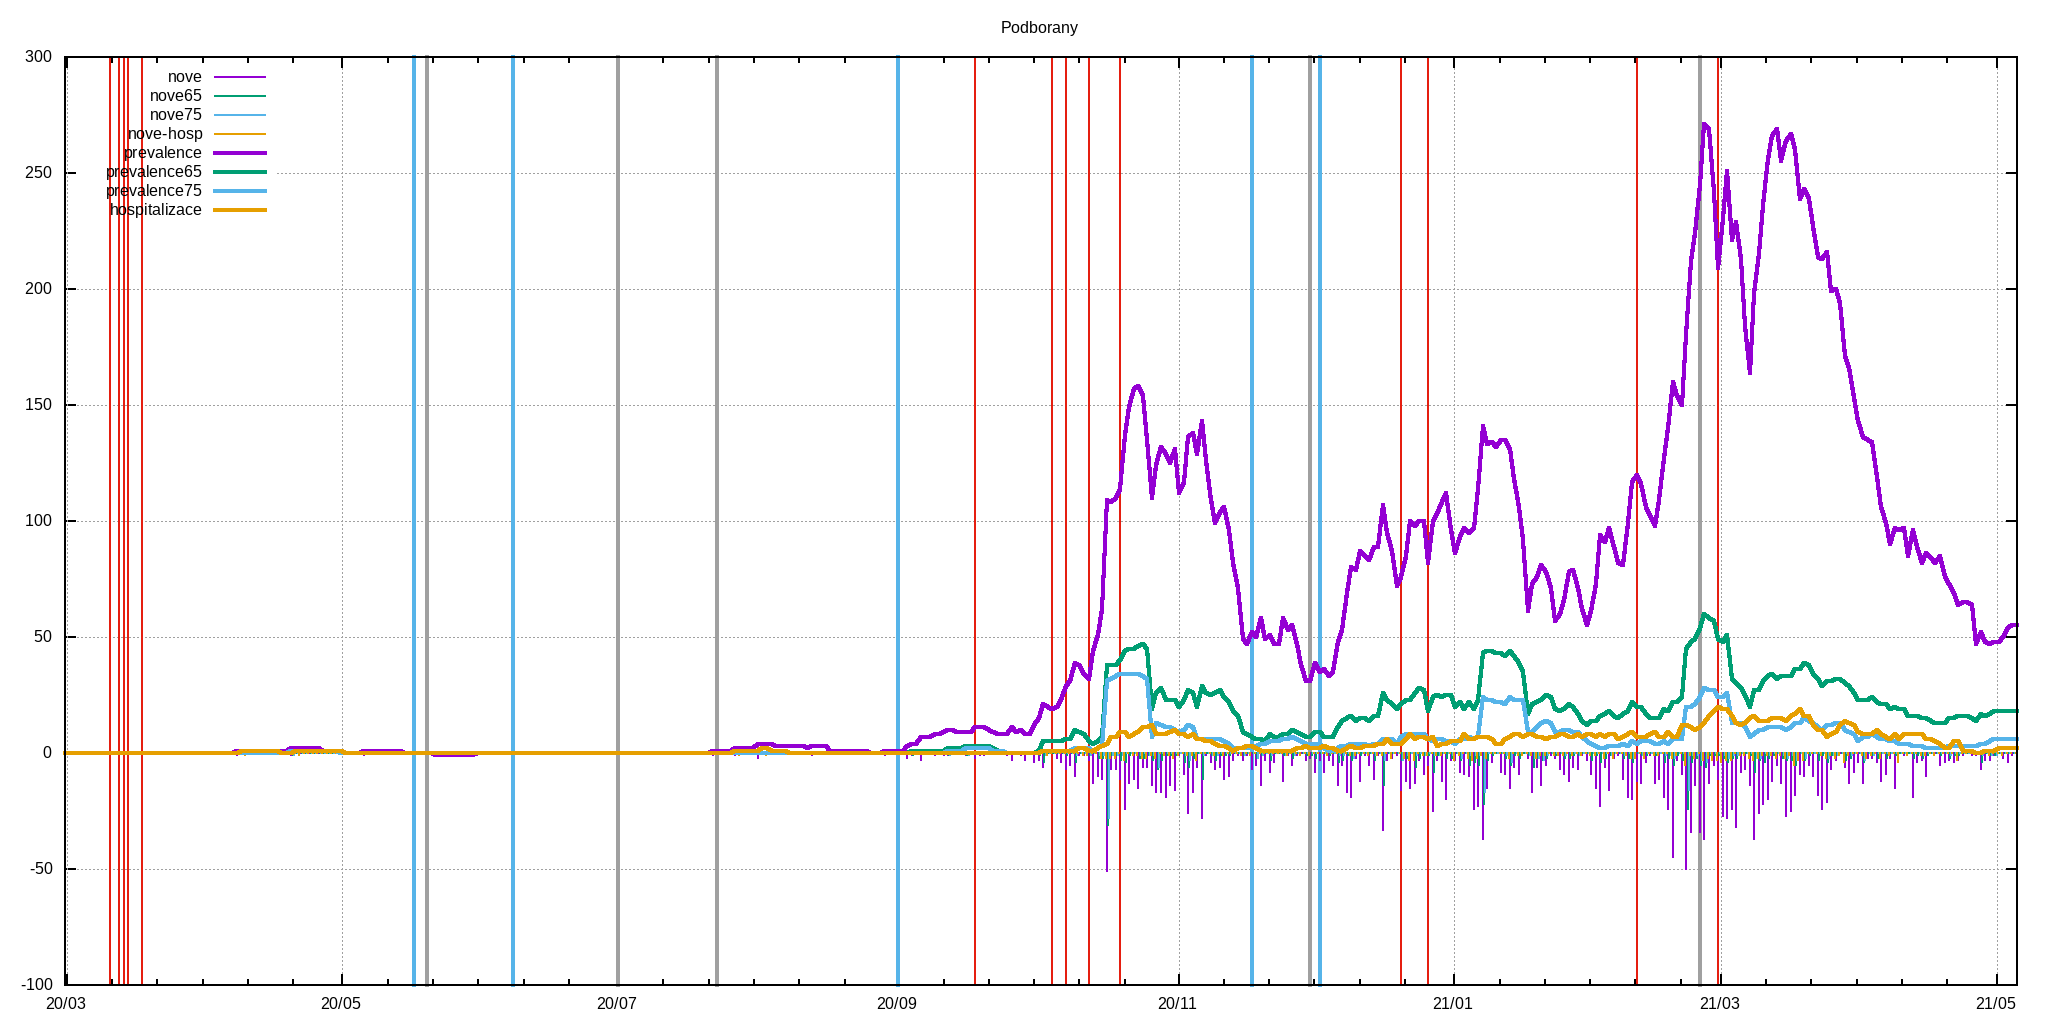 Podborany
300
250
200
150
100
50
0
-50
-100
nove
nove65
nove75
nove-hosp
prevalence
prevalence65
prevalence75
hospitalizace
20/03 20/05 20/07 20/09 20/11 21/01 21/03 21/05